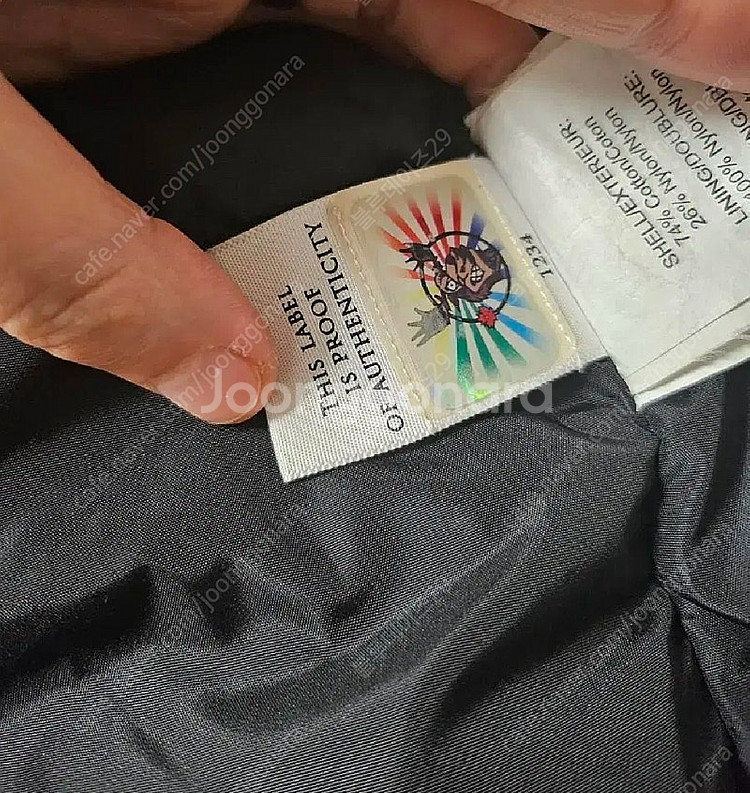 THIS LABEL
IS PROOF
OF AUTHENTICITY
1234
SHELL/EXTERIEUR:
74% Cotton/Coton
26% Nylon/Nylon
LINING/DOUBLURE:
100% Nylon/Nylon
Joonggonara
cafe.naver.com/joonggonara